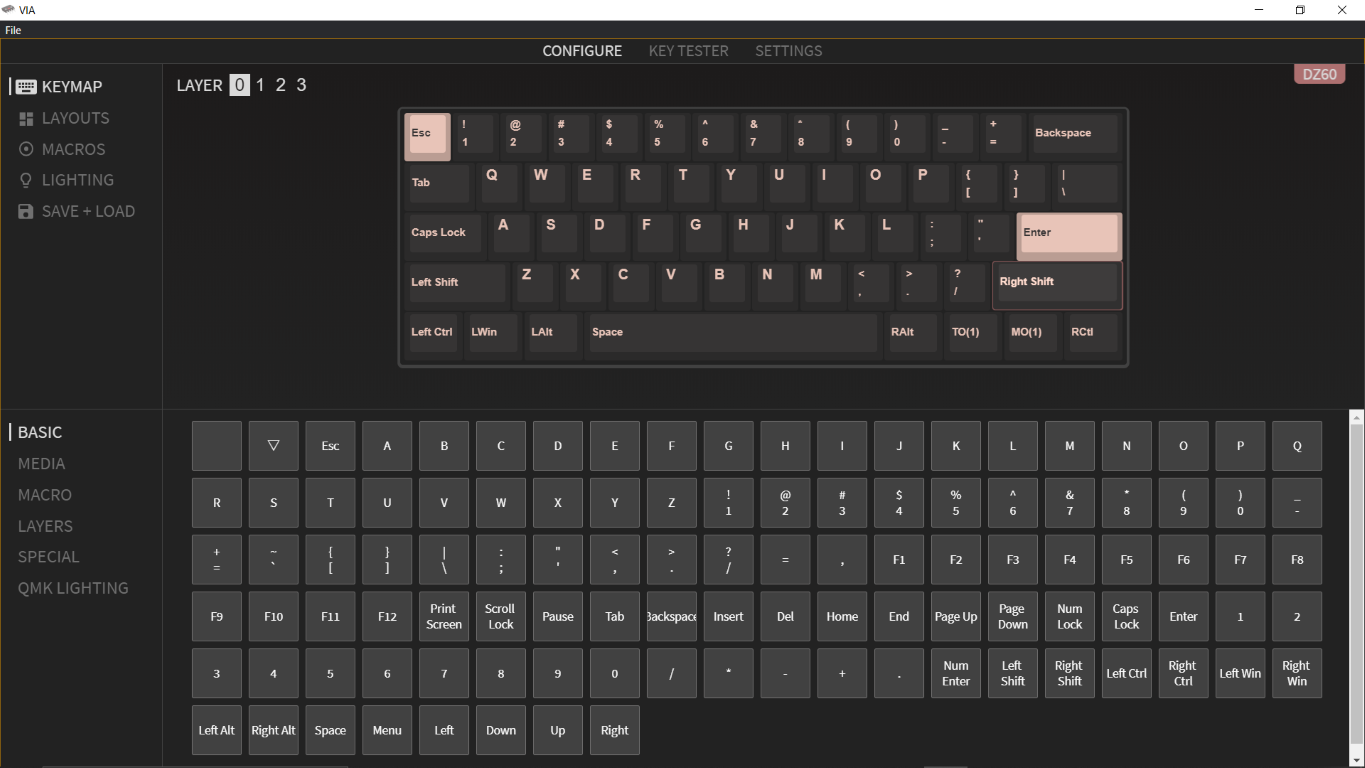 VIA
File
CONFIGURE KEY TESTER SETTINGS
KEYMAP
LAYOUTS
MACROS
LIGHTING
SAVE + LOAD
LAYER 0 1 2 3
DZ60
Esc ! @ # $ % ^ & * ( ) _ + Backspace
1 2 3 4 5 6 7 8 9 0 - =
Tab Q W E R T Y U I O P { } |
[ ] \
Caps Lock A S D F G H J K L : " Enter
; '
Left Shift Z X C V B N M < > ? Right Shift
, . /
Left Ctrl LWin LAlt Space RAlt TO(1) MO(1) RCtl
BASIC
MEDIA
MACRO
LAYERS
SPECIAL
QMK LIGHTING
▽ Esc A B C D E F G H I J K L M N O P Q
R S T U V W X Y Z ! @ # $ % ^ & * ( ) _
1 2 3 4 5 6 7 8 9 0 -
+ ~ { } | : " < > ? = , F1 F2 F3 F4 F5 F6 F7 F8
= ` [ ] \ ; ' , . /
F9 F10 F11 F12 Print Scroll Pause Tab Backspace Insert Del Home End Page Up Page Num Caps Enter 1 2
Screen Lock Down Lock Lock
3 4 5 6 7 8 9 0 / * - + . Num Left Right Left Ctrl Right Left Win Right
Enter Shift Shift Ctrl Win
Left Alt Right Alt Space Menu Left Down Up Right